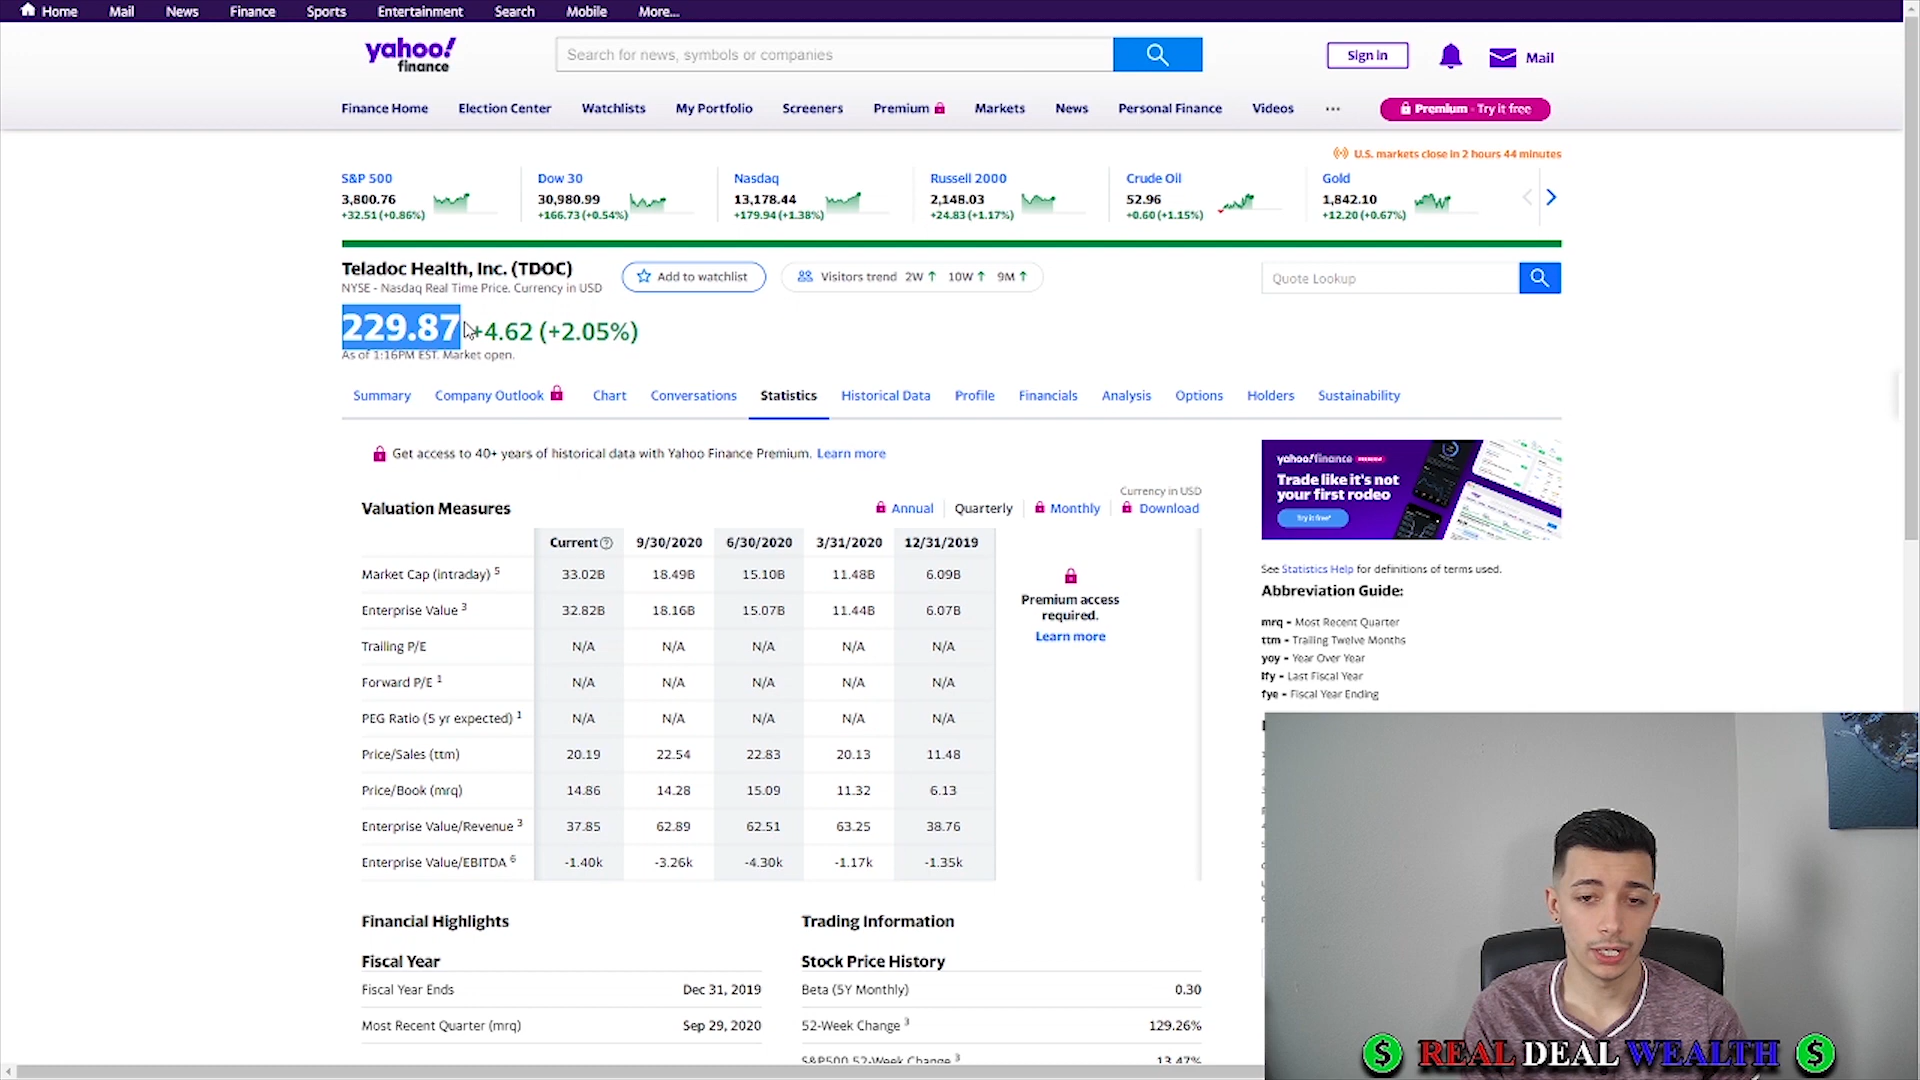 Home Mail News Finance Sports Entertainment Search Mobile More...
yahoo!
finance
Search for news, symbols or companies
Sign in
Mail
Finance Home Election Center Watchlists My Portfolio Screeners Premium Markets News Personal Finance Videos ... Premium - Try it free
U.S. markets close in 2 hours 44 minutes
S&P 500 Dow 30 Nasdaq Russell 2000 Crude Oil Gold
3,800.76 30,980.99 13,178.44 2,148.03 52.96 1,842.10
+32.51 (+0.86%) +166.73 (+0.54%) +179.94 (+1.38%) +24.83 (+1.17%) +0.60 (+1.15%) +12.20 (+0.67%)
Teladoc Health, Inc. (TDOC)
NYSE - Nasdaq Real Time Price. Currency in USD
Add to watchlist
Visitors trend 2W ↑ 10W ↑ 9M ↑
Quote Lookup
229.87 +4.62 (+2.05%)
As of 1:16PM EST. Market open.
Summary Company Outlook Chart Conversations Statistics Historical Data Profile Financials Analysis Options Holders Sustainability
Get access to 40+ years of historical data with Yahoo Finance Premium. Learn more
Currency in USD
Valuation Measures Annual Quarterly Monthly Download
Current 9/30/2020 6/30/2020 3/31/2020 12/31/2019
Market Cap (intraday) 5 33.02B 18.49B 15.10B 11.48B 6.09B
Enterprise Value 3 32.82B 18.16B 15.07B 11.44B 6.07B
Trailing P/E N/A N/A N/A N/A N/A
Forward P/E 1 N/A N/A N/A N/A N/A
PEG Ratio (5 yr expected) 1 N/A N/A N/A N/A N/A
Price/Sales (ttm) 20.19 22.54 22.83 20.13 11.48
Price/Book (mrq) 14.86 14.28 15.09 11.32 6.13
Enterprise Value/Revenue 3 37.85 62.89 62.51 63.25 38.76
Enterprise Value/EBITDA 6 -1.40k -3.26k -4.30k -1.17k -1.35k
Premium access
required.
Learn more
yahoo!finance PREMIUM
Trade like it's not
your first rodeo
Try it free*
See Statistics Help for definitions of terms used.
Abbreviation Guide:
mrq = Most Recent Quarter
ttm = Trailing Twelve Months
yoy = Year Over Year
lfy = Last Fiscal Year
fye = Fiscal Year Ending
Financial Highlights
Fiscal Year
Fiscal Year Ends Dec 31, 2019
Most Recent Quarter (mrq) Sep 29, 2020
Trading Information
Stock Price History
Beta (5Y Monthly) 0.30
52-Week Change 3 129.26%
S&P500 52-Week Change 3 13.47%
$ REAL DEAL WEALTH $